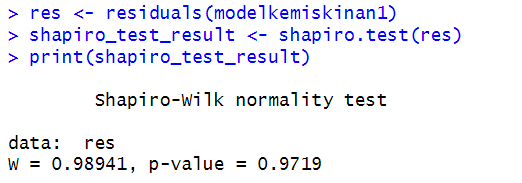 > res <- residuals(modelkemiskinan1)
> shapiro_test_result <- shapiro.test(res)
> print(shapiro_test_result)
Shapiro-Wilk normality test
data:  res
W = 0.98941, p-value = 0.9719